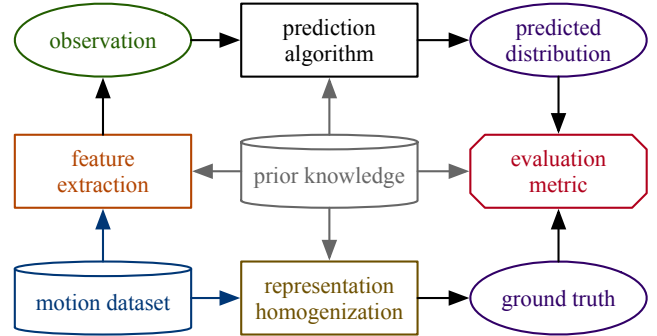 observation
prediction
algorithm
predicted
distribution
feature
extraction
prior knowledge
evaluation
metric
motion dataset
representation
homogenization
ground truth